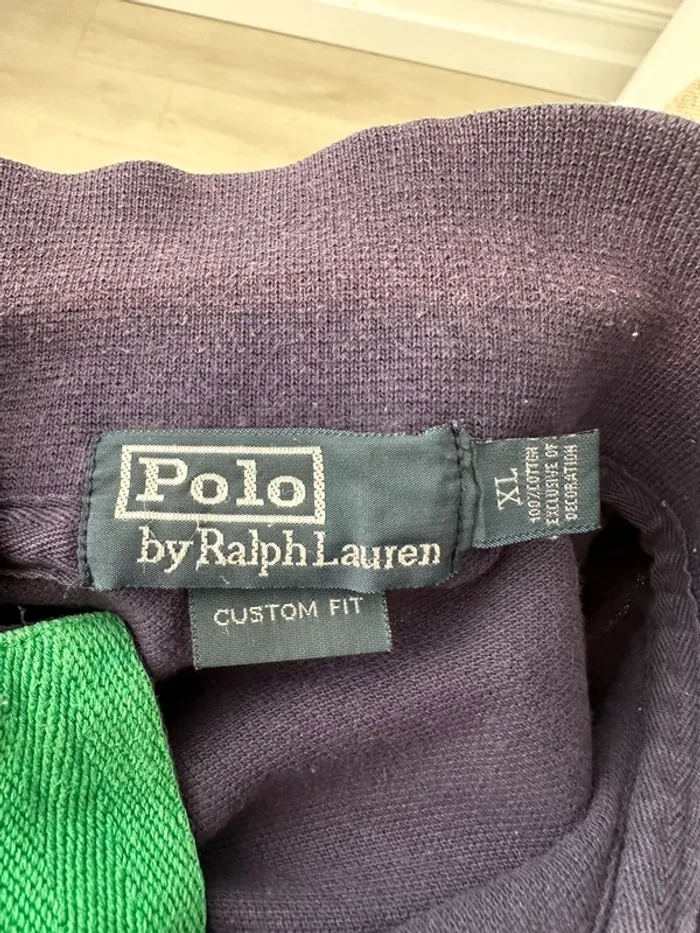 Polo
by Ralph Lauren
CUSTOM FIT
XL
100% COTTON
EXCLUSIVE OF
DECORATION